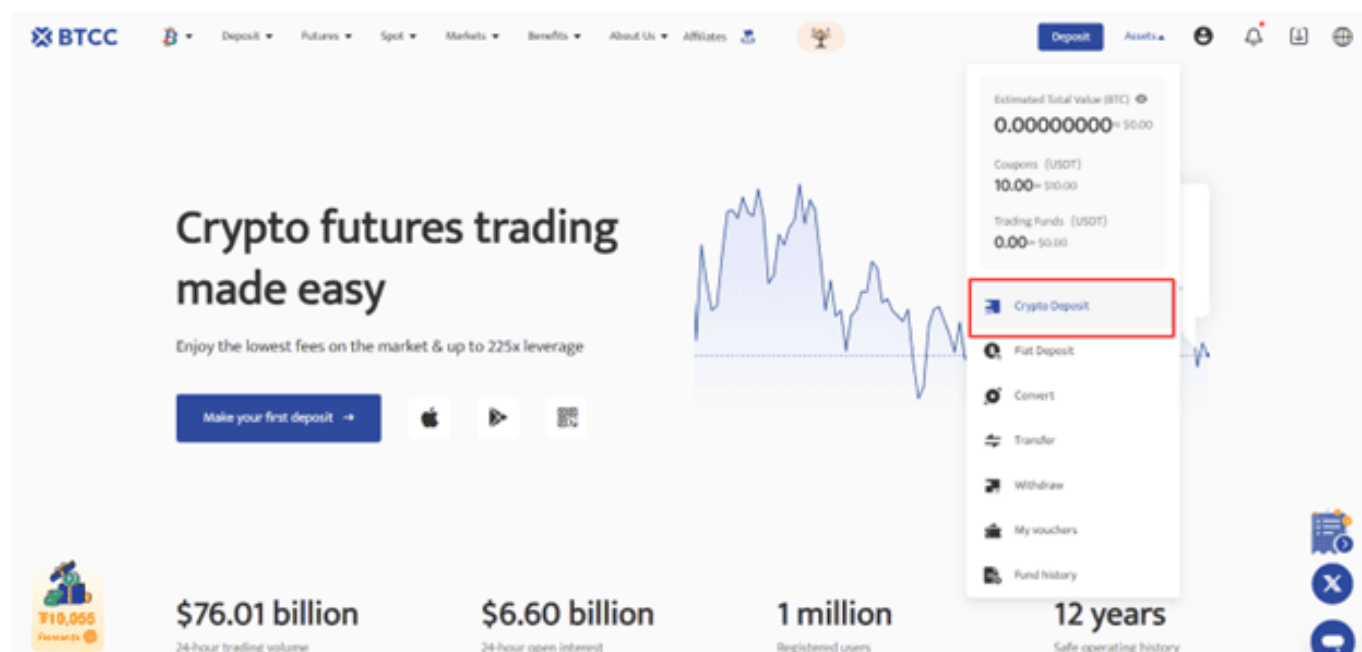 BTCC
Deposit Futures Spot Markets Benefits About Us Affiliates
Deposit Assets
Estimated Total Value (BTC)
0.00000000≈ $0.00
Coupons (USDT)
10.00≈ $10.00
Trading Funds (USDT)
0.00≈ $0.00
Crypto Deposit
Fiat Deposit
Convert
Transfer
Withdraw
My vouchers
Fund history
Crypto futures trading
made easy
Enjoy the lowest fees on the market & up to 225x leverage
Make your first deposit →
₮10,055
Rewards
$76.01 billion
24-hour trading volume
$6.60 billion
24-hour open interest
1 million
Registered users
12 years
Safe operating history